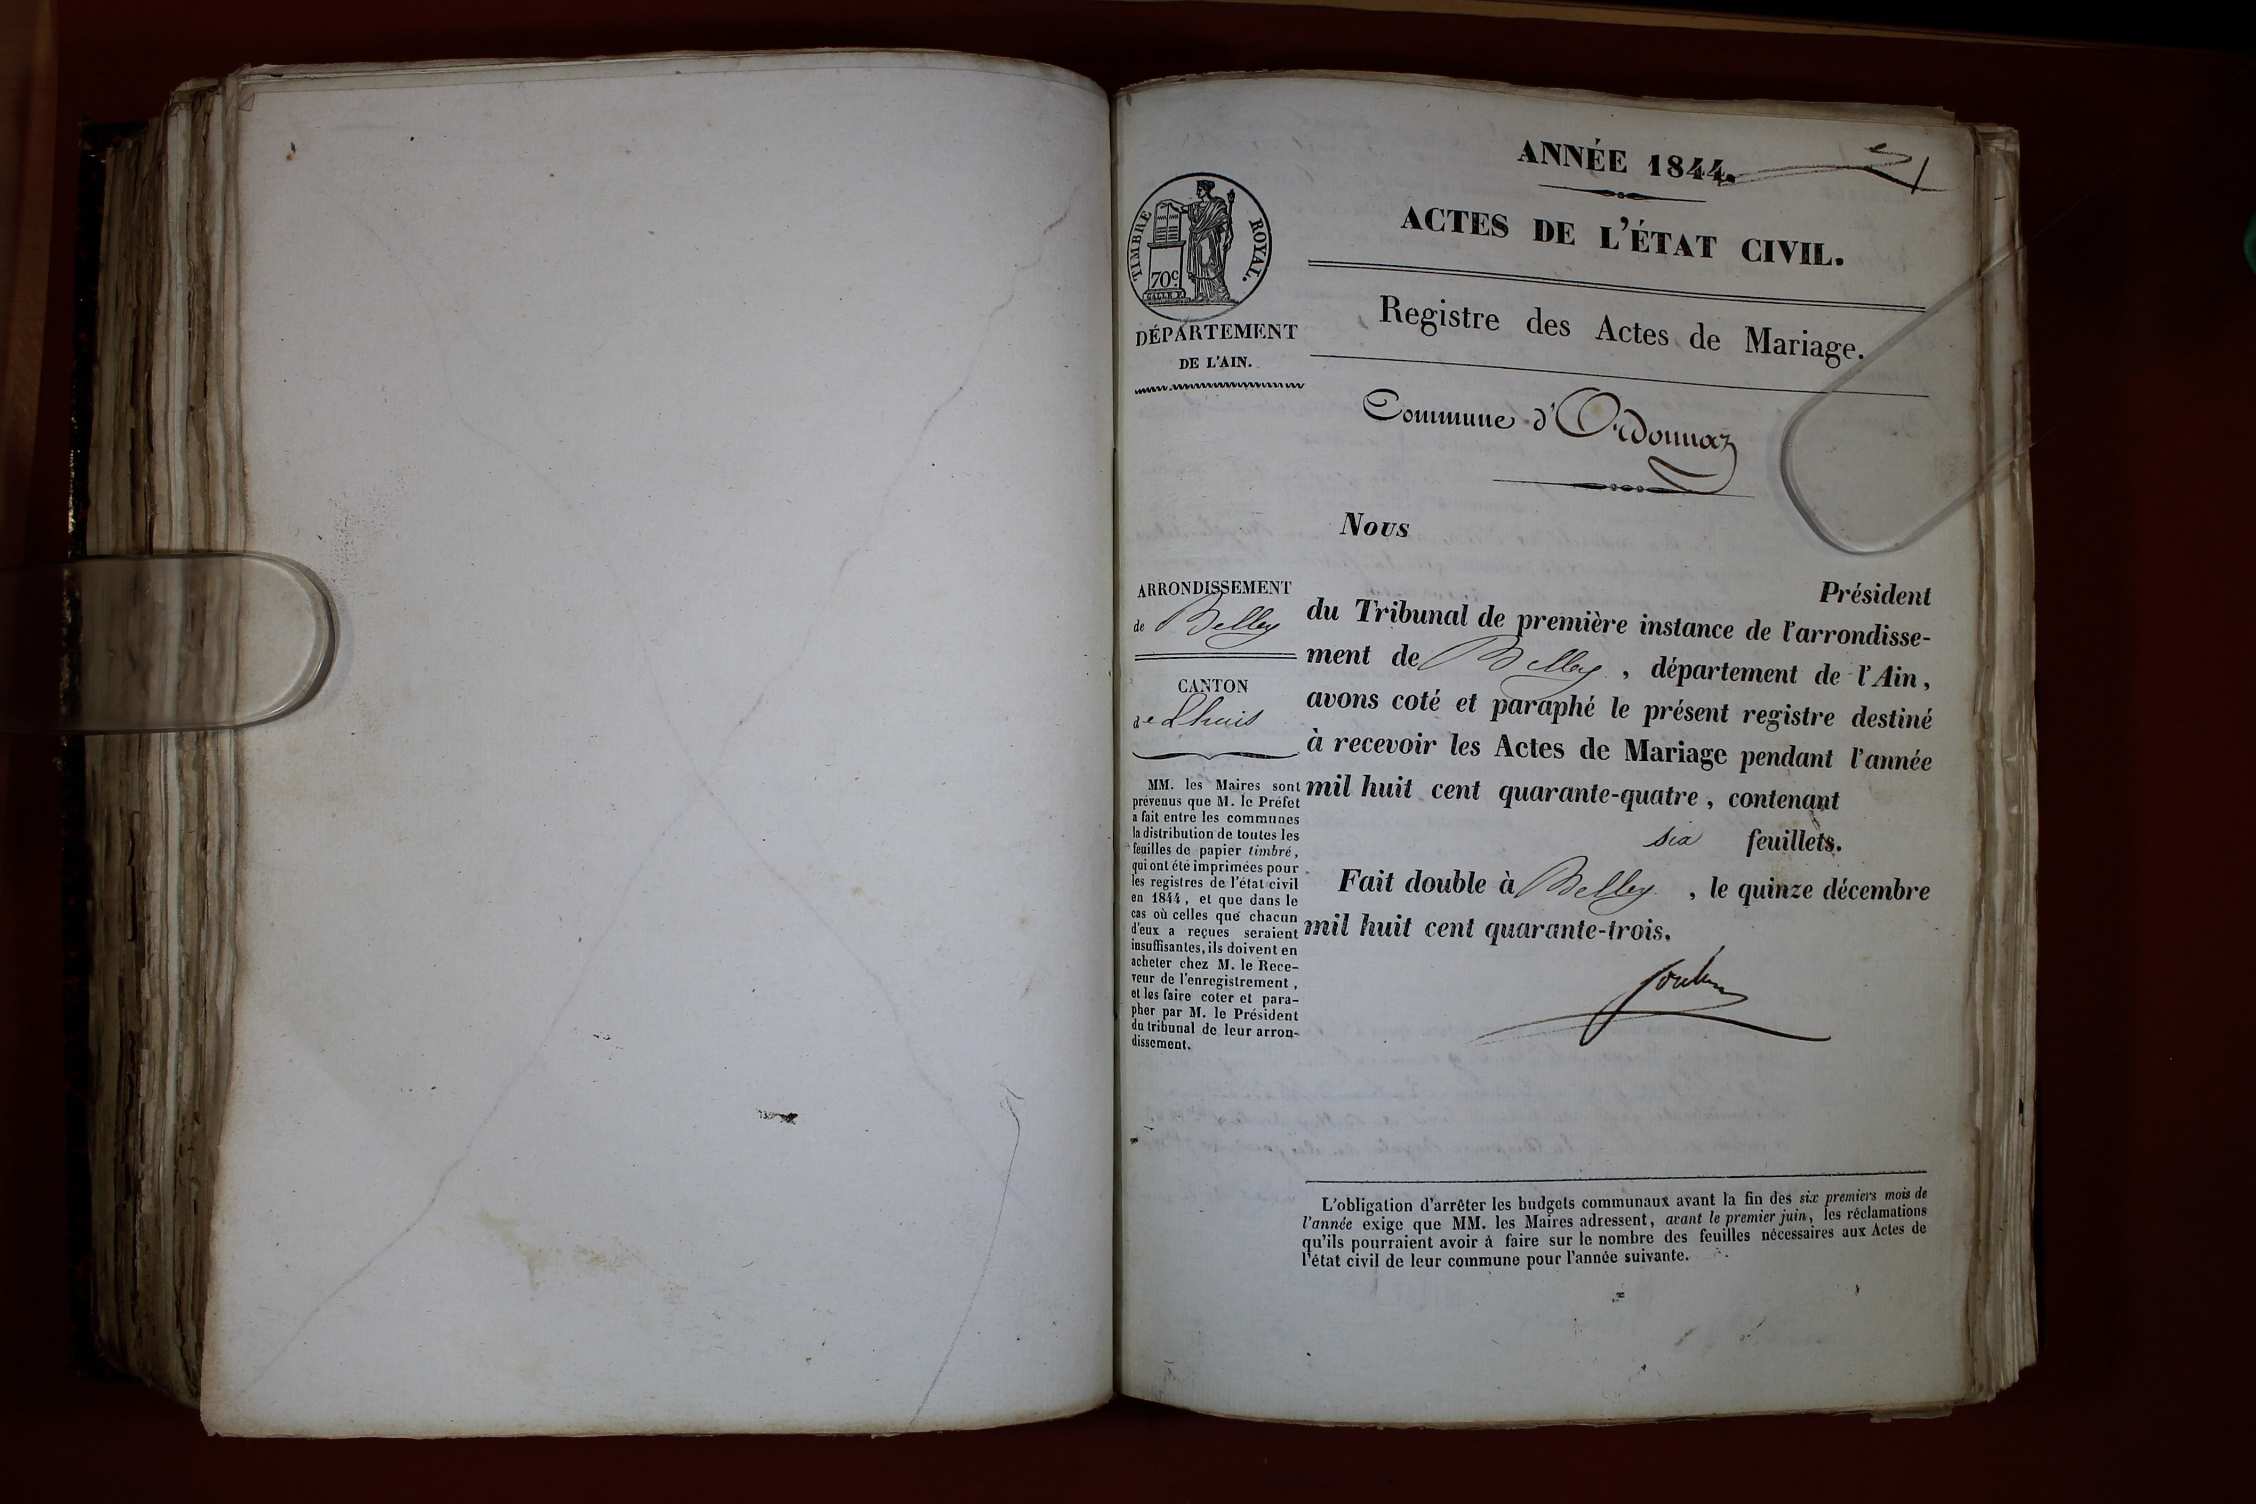 ANNÉE 1844.
1
ACTES DE L'ÉTAT CIVIL.
TIMBRE ROYAL.
70c.
DÉPARTEMENT
DE L'AIN.
Registre des Actes de Mariage.
Commune d'Ordonnaz
Nous
Président
du Tribunal de première instance de l'arrondisse-
ment de Belley, département de l'Ain,
avons coté et paraphé le présent registre destiné
à recevoir les Actes de Mariage pendant l'année
mil huit cent quarante-quatre, contenant
six feuillets.
Fait double à Belley, le quinze décembre
mil huit cent quarante-trois.
ARRONDISSEMENT
de Belley
CANTON
de Lhuis
MM. les Maires sont
prévenus que M. le Préfet
a fait entre les communes
la distribution de toutes les
feuilles de papier timbré,
qui ont été imprimées pour
les registres de l'état civil
en 1844, et que dans le
cas où celles que chacun
d'eux a reçues seraient
insuffisantes, ils doivent en
acheter chez M. le Rece-
veur de l'enregistrement,
et les faire coter et para-
pher par M. le Président
du tribunal de leur arron-
dissement.
L'obligation d'arrêter les budgets communaux avant la fin des six premiers mois de
l'année exige que MM. les Maires adressent, avant le premier juin, les réclamations
qu'ils pourraient avoir à faire sur le nombre des feuilles nécessaires aux Actes de
l'état civil de leur commune pour l'année suivante.